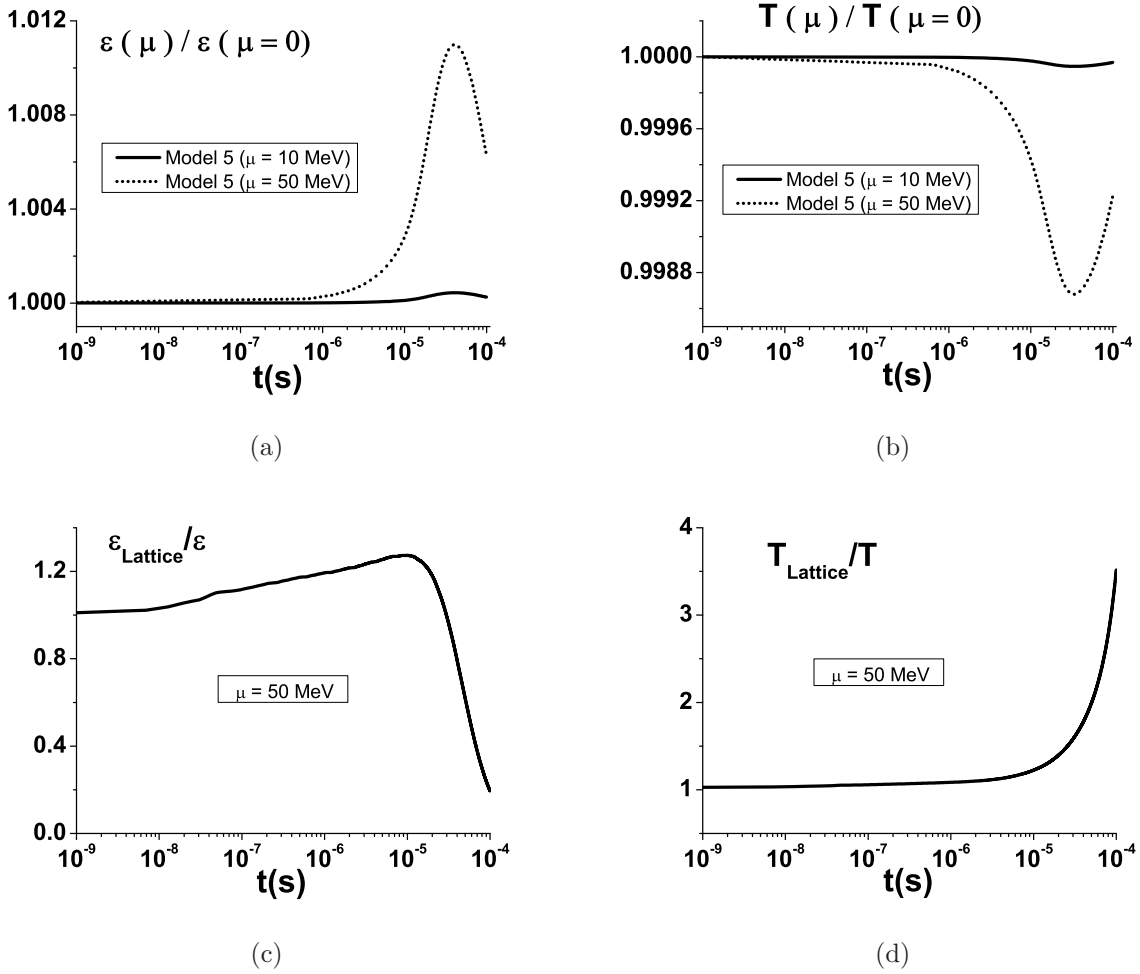 ε ( μ ) / ε ( μ = 0)
1.012
1.008
1.004
1.000
Model 5 (μ = 10 MeV)
Model 5 (μ = 50 MeV)
10⁻⁹ 10⁻⁸ 10⁻⁷ 10⁻⁶ 10⁻⁵ 10⁻⁴
t(s)
(a)
T ( μ ) / T ( μ = 0)
1.0000
0.9996
0.9992
0.9988
Model 5 (μ = 10 MeV)
Model 5 (μ = 50 MeV)
10⁻⁹ 10⁻⁸ 10⁻⁷ 10⁻⁶ 10⁻⁵ 10⁻⁴
t(s)
(b)
ε_Lattice/ε
1.2
0.8
0.4
0.0
μ = 50 MeV
10⁻⁹ 10⁻⁸ 10⁻⁷ 10⁻⁶ 10⁻⁵ 10⁻⁴
t(s)
(c)
T_Lattice/T
4
3
2
1
μ = 50 MeV
10⁻⁹ 10⁻⁸ 10⁻⁷ 10⁻⁶ 10⁻⁵ 10⁻⁴
t(s)
(d)